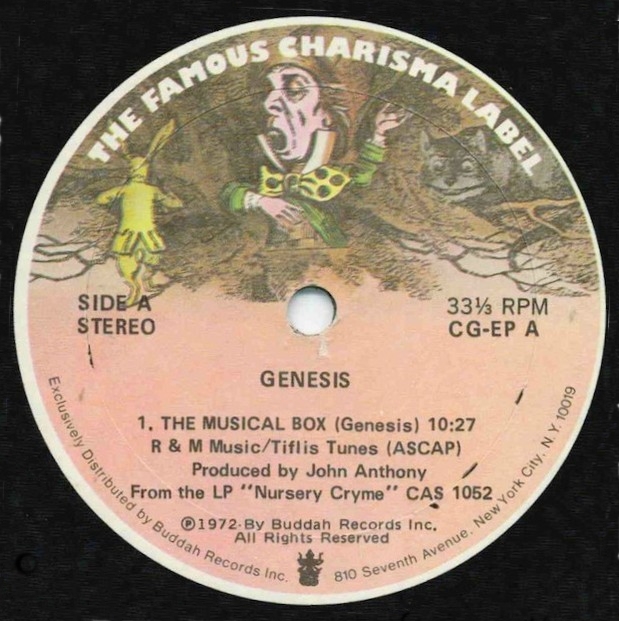 THE FAMOUS CHARISMA LABEL
SIDE A
STEREO
33⅓ RPM
CG-EP A
GENESIS
1. THE MUSICAL BOX (Genesis) 10:27
R & M Music/Tiflis Tunes (ASCAP)
Produced by John Anthony
From the LP "Nursery Cryme" CAS 1052
℗1972 By Buddah Records Inc.
All Rights Reserved
Exclusively Distributed by Buddah Records Inc. 810 Seventh Avenue, New York City, N.Y. 10019